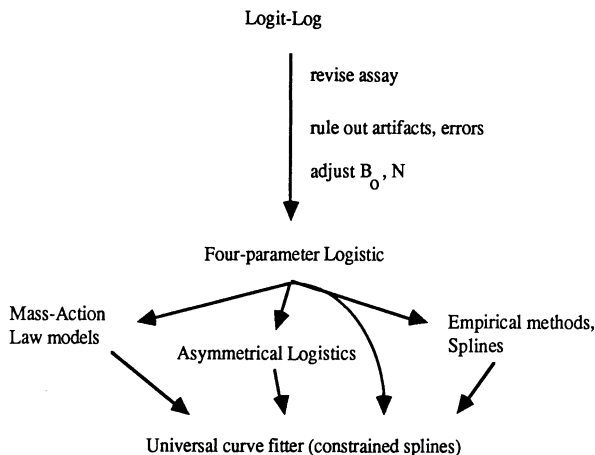 Logit-Log
revise assay
rule out artifacts, errors
adjust Bo, N
Four-parameter Logistic
Mass-Action
Law models
Asymmetrical Logistics
Empirical methods,
Splines
Universal curve fitter (constrained splines)